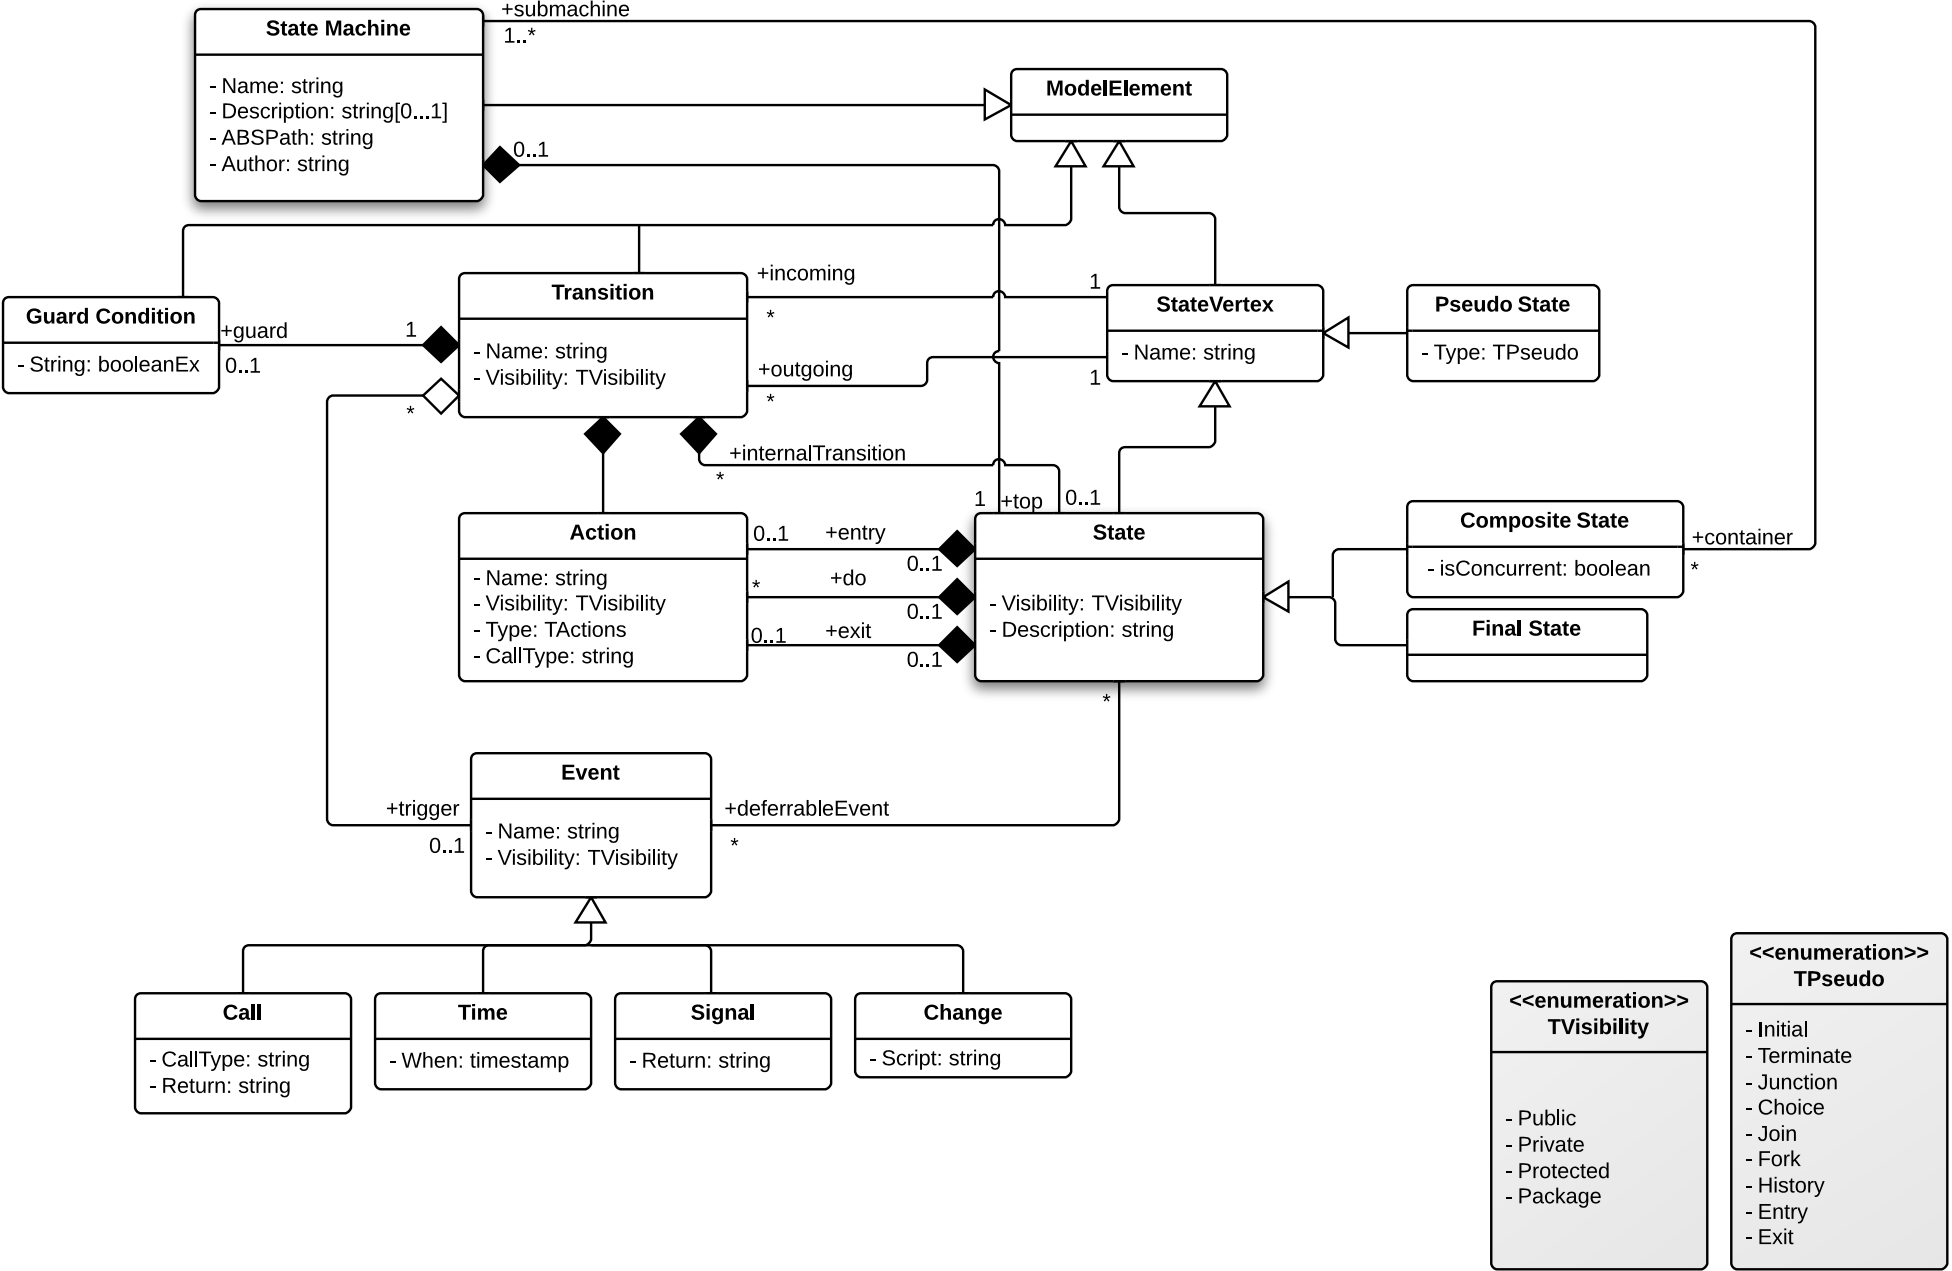 +submachine
1..*
State Machine
- Name: string
- Description: string[0...1]
- ABSPath: string
- Author: string
0..1
ModelElement
Guard Condition
- String: booleanEx
+guard
1
0..1
*
Transition
- Name: string
- Visibility: TVisibility
+incoming
*
1
+outgoing
*
1
StateVertex
- Name: string
Pseudo State
- Type: TPseudo
+internalTransition
*
1
+top
0..1
Action
- Name: string
- Visibility: TVisibility
- Type: TActions
- CallType: string
0..1
+entry
0..1
*
+do
0..1
0..1
+exit
0..1
State
- Visibility: TVisibility
- Description: string
*
Composite State
- isConcurrent: boolean
+container
*
Final State
Event
- Name: string
- Visibility: TVisibility
+trigger
0..1
+deferrableEvent
*
Call
- CallType: string
- Return: string
Time
- When: timestamp
Signal
- Return: string
Change
- Script: string
<<enumeration>>
TVisibility
- Public
- Private
- Protected
- Package
<<enumeration>>
TPseudo
- Initial
- Terminate
- Junction
- Choice
- Join
- Fork
- History
- Entry
- Exit